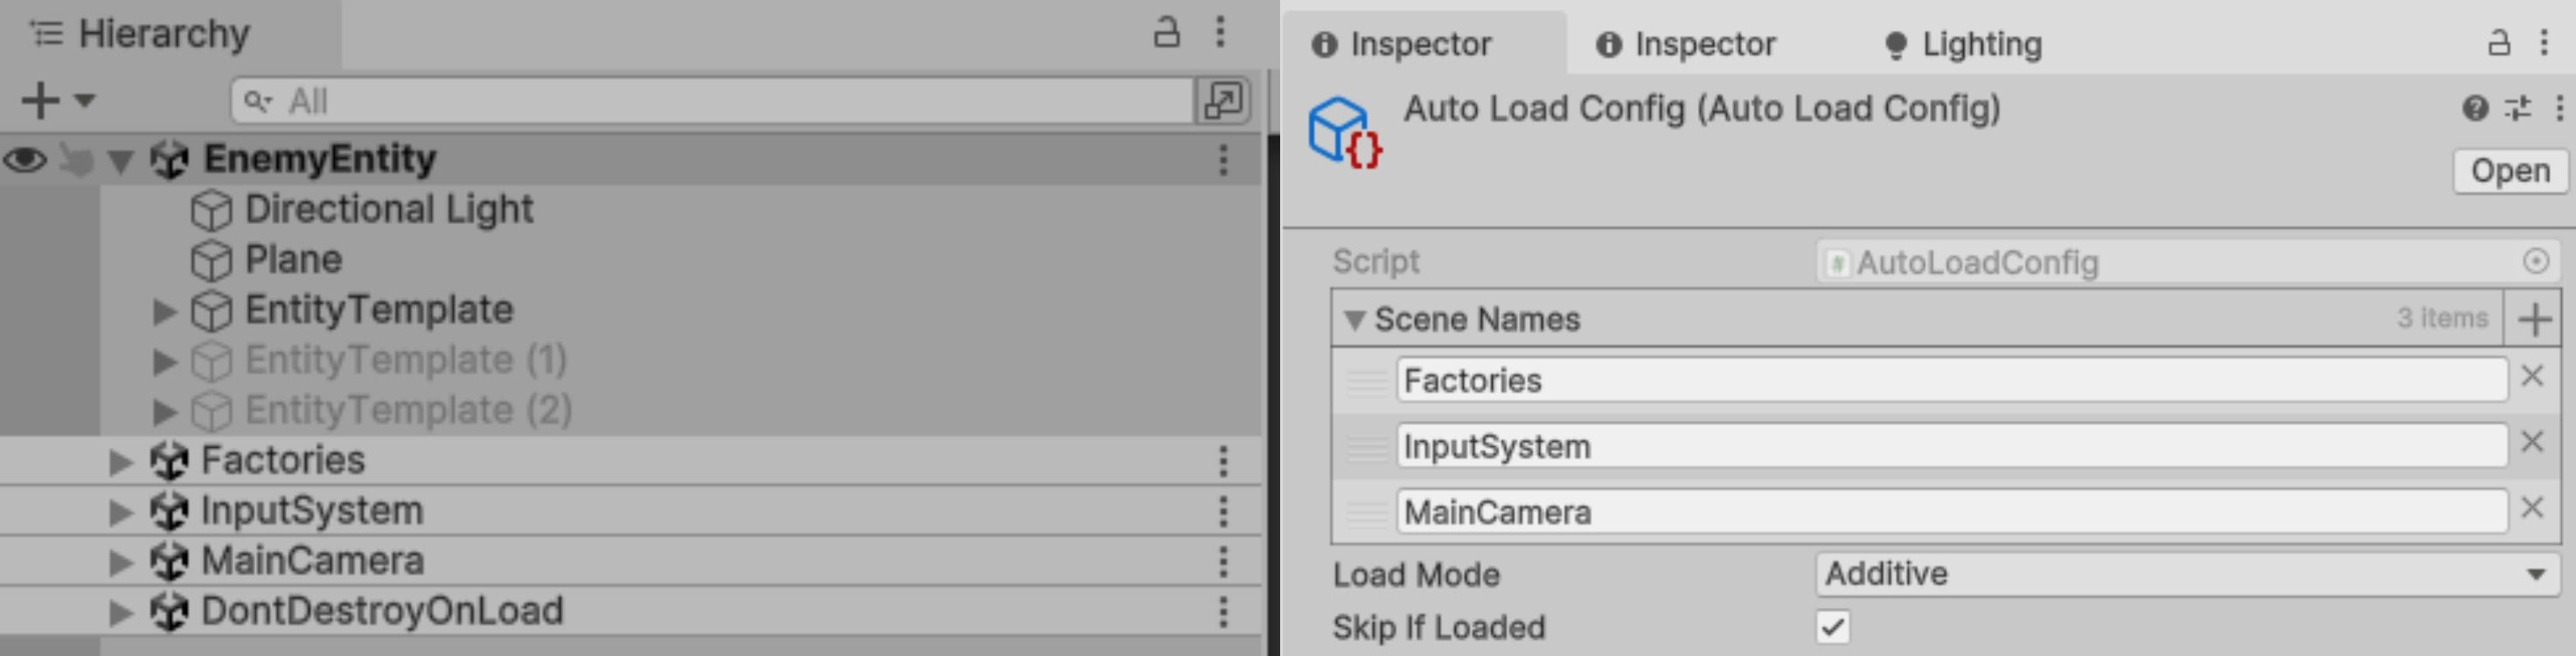 Hierarchy
All
EnemyEntity
Directional Light
Plane
EntityTemplate
EntityTemplate (1)
EntityTemplate (2)
Factories
InputSystem
MainCamera
DontDestroyOnLoad
Inspector Inspector Lighting
Auto Load Config (Auto Load Config)
Open
Script # AutoLoadConfig
Scene Names 3 items
Factories
InputSystem
MainCamera
Load Mode Additive
Skip If Loaded